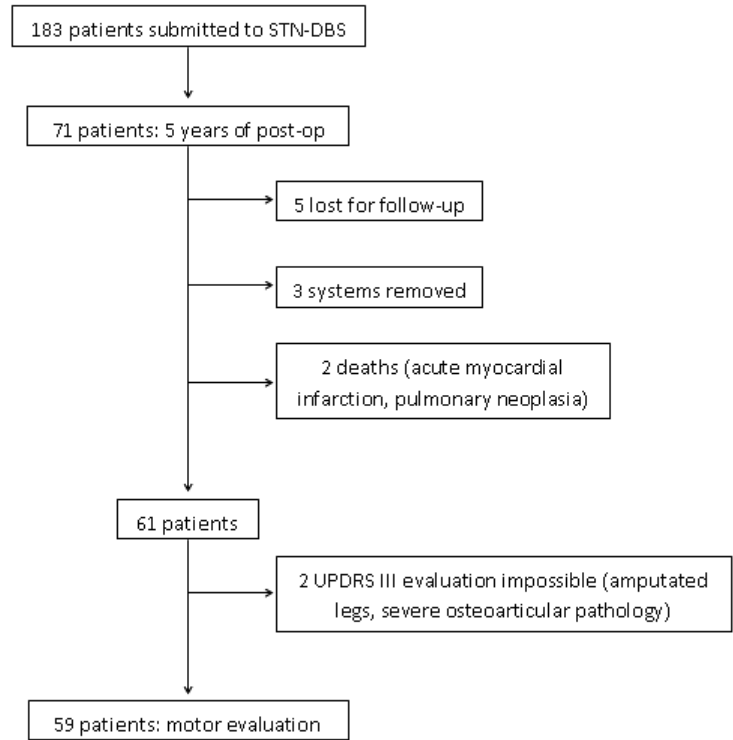 183 patients submitted to STN-DBS
71 patients: 5 years of post-op
5 lost for follow-up
3 systems removed
2 deaths (acute myocardial
infarction, pulmonary neoplasia)
61 patients
2 UPDRS III evaluation impossible (amputated
legs, severe osteoarticular pathology)
59 patients: motor evaluation